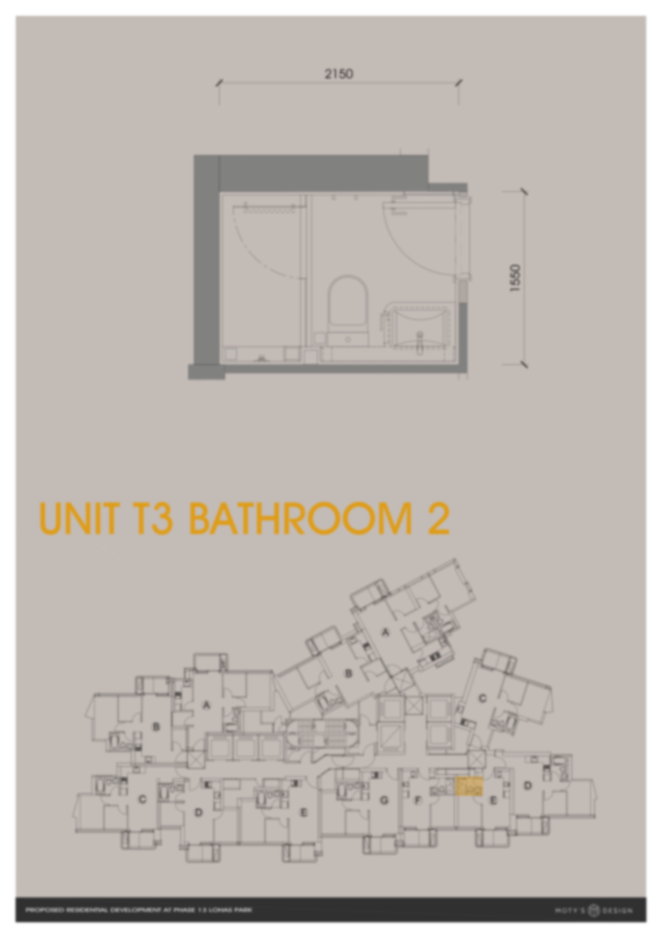 2150
1550
UNIT T3 BATHROOM 2
A
B
A
C
B
C
D
E
G
F
E
D
PROPOSED RESIDENTIAL DEVELOPMENT AT PHASE 13 LOHAS PARK
MOTY'S DESIGN